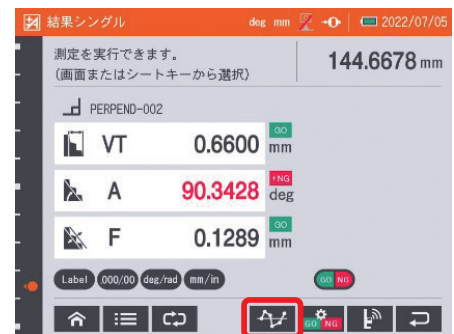 結果シングル deg mm 2022/07/05
測定を実行できます。
(画面またはシートキーから選択)
144.6678 mm
PERPEND-002
VT 0.6600 GO mm
A 90.3428 +NG deg
F 0.1289 GO mm
Label .000/.00 deg/rad mm/in GO NG
GO NG